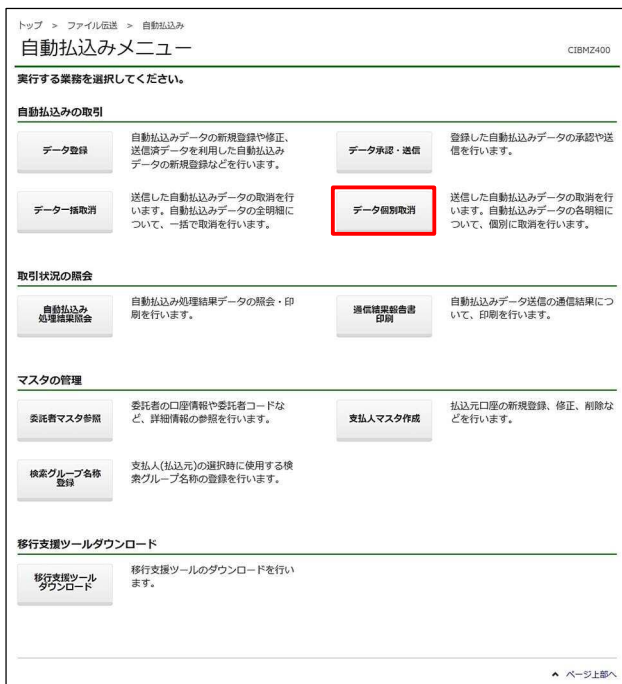 トップ > ファイル伝送 > 自動払込み
自動払込みメニュー
CIBMZ400
実行する業務を選択してください。
自動払込みの取引
データ登録
自動払込みデータの新規登録や修正、
送信済データを利用した自動払込み
データの新規登録などを行います。
データ承認・送信
登録した自動払込みデータの承認や送
信を行います。
データ一括取消
送信した自動払込みデータの取消を行
います。自動払込みデータの全明細に
ついて、一括で取消を行います。
データ個別取消
送信した自動払込みデータの取消を行
います。自動払込みデータの各明細に
ついて、個別に取消を行います。
取引状況の照会
自動払込み
処理結果照会
自動払込み処理結果データの照会・印
刷を行います。
通信結果報告書
印刷
自動払込みデータ送信の通信結果につ
いて、印刷を行います。
マスタの管理
委託者マスタ参照
委託者の口座情報や委託者コードな
ど、詳細情報の参照を行います。
支払人マスタ作成
払込元口座の新規登録、修正、削除な
どを行います。
検索グループ名称
登録
支払人(払込元)の選択時に使用する検
索グループ名称の登録を行います。
移行支援ツールダウンロード
移行支援ツール
ダウンロード
移行支援ツールのダウンロードを行い
ます。
ページ上部へ